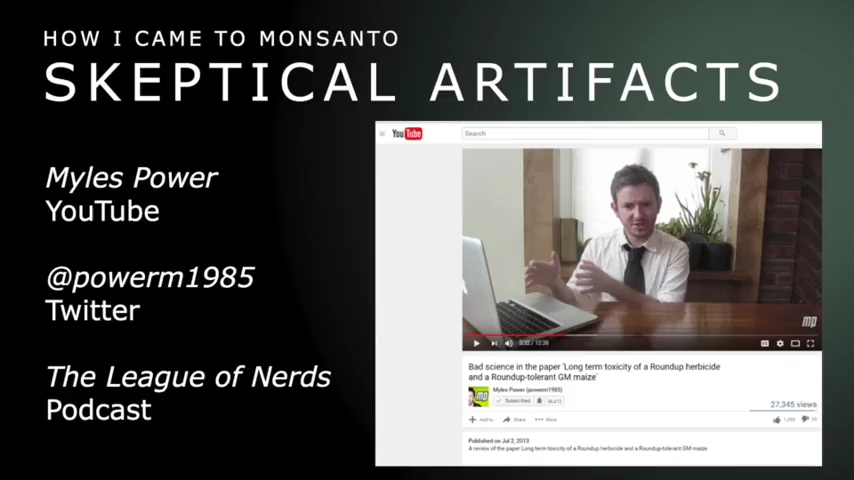 HOW I CAME TO MONSANTO
SKEPTICAL ARTIFACTS
Myles Power
YouTube
@powerm1985
Twitter
The League of Nerds
Podcast
YouTube
Search
mp
3:32 / 12:38
Bad science in the paper 'Long term toxicity of a Roundup herbicide
and a Roundup-tolerant GM maize'
mp
Myles Power (powerm1985)
Subscribed
27,345 views
Add to
Share
More
Published on Jul 2, 2013
A review of the paper Long term toxicity of a Roundup herbicide and a Roundup-tolerant GM maize.